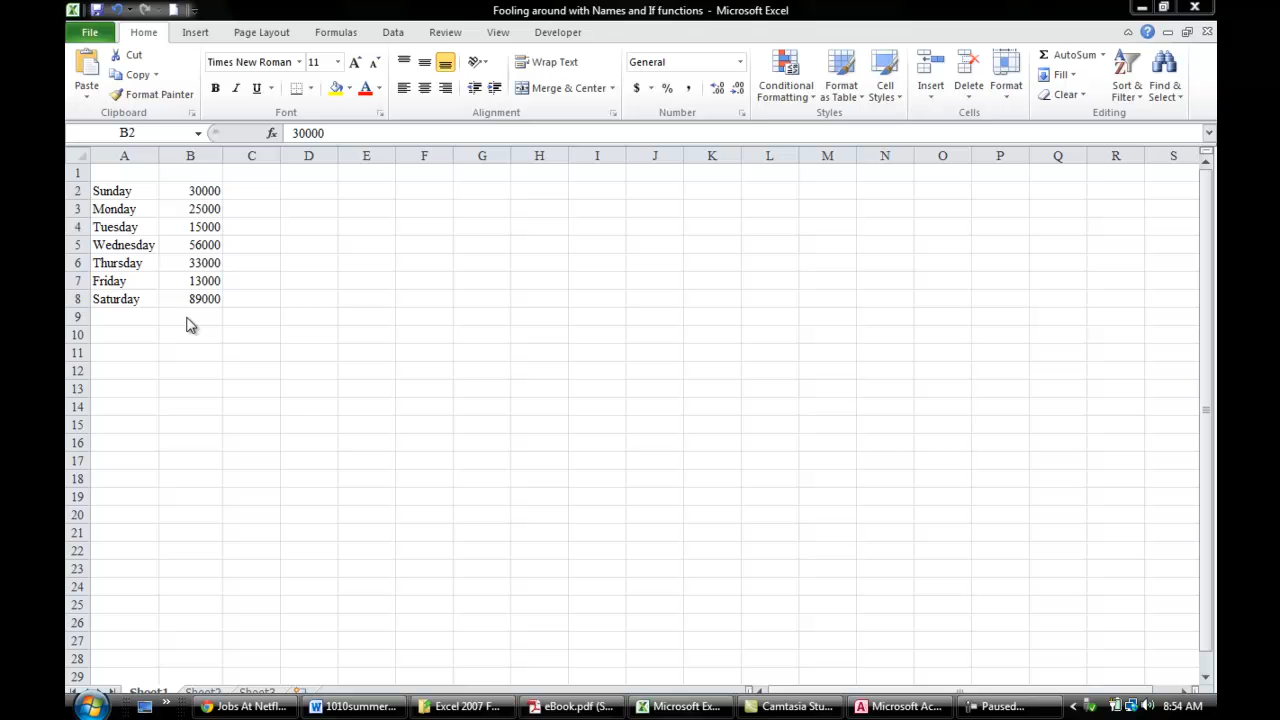 Fooling around with Names and If functions - Microsoft Excel
File Home Insert Page Layout Formulas Data Review View Developer
Paste Cut Copy Format Painter
Times New Roman 11
B I U
Wrap Text
Merge & Center
General
$ % ,
Conditional Formatting Format as Table Cell Styles
Insert Delete Format
Σ AutoSum Fill Clear
Sort & Filter Find & Select
Clipboard Font Alignment Number Styles Cells Editing
B2 fx 30000
A B C D E F G H I J K L M N O P Q R S
1
2 Sunday 30000
3 Monday 25000
4 Tuesday 15000
5 Wednesday 56000
6 Thursday 33000
7 Friday 13000
8 Saturday 89000
9
10
11
12
13
14
15
16
17
18
19
20
21
22
23
24
25
26
27
28
29
Sheet1 Sheet2 Sheet3
Jobs At Netfl... 1010summer... Excel 2007 F... eBook.pdf (S... Microsoft Ex... Camtasia Stu... Microsoft Ac... Paused... 8:54 AM